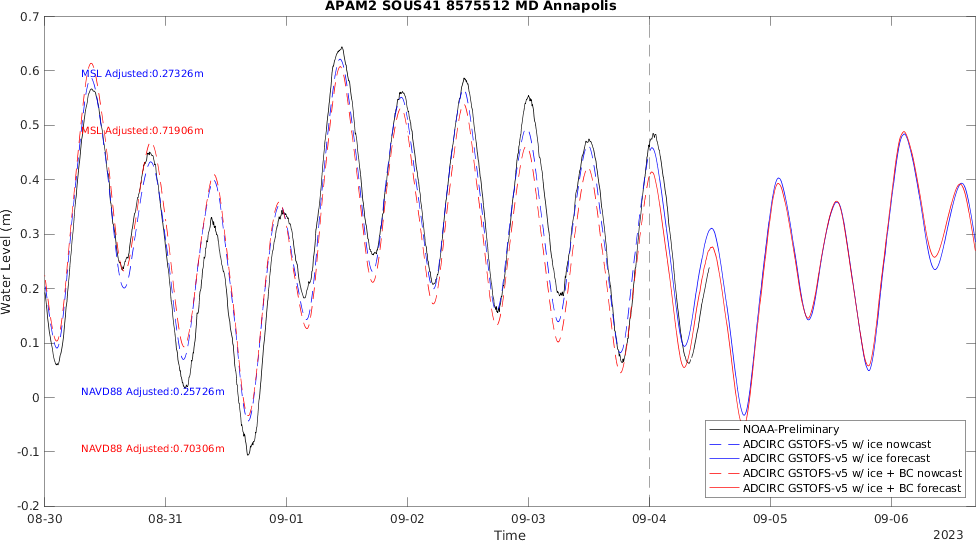 APAM2 SOUS41 8575512 MD Annapolis
0.7
0.6
0.5
0.4
0.3
0.2
0.1
0
-0.1
-0.2
Water Level (m)
MSL Adjusted:0.27326m
MSL Adjusted:0.71906m
NAVD88 Adjusted:0.25726m
NAVD88 Adjusted:0.70306m
NOAA-Preliminary
ADCIRC GSTOFS-v5 w/ ice nowcast
ADCIRC GSTOFS-v5 w/ ice forecast
ADCIRC GSTOFS-v5 w/ ice + BC nowcast
ADCIRC GSTOFS-v5 w/ ice + BC forecast
08-30 08-31 09-01 09-02 09-03 09-04 09-05 09-06
Time
2023